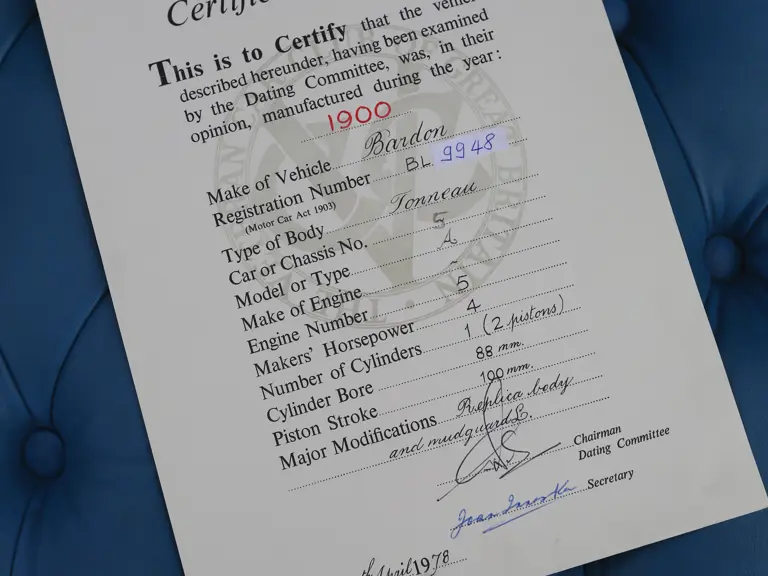 Certific
This is to Certify that the vehicle
described hereunder, having been examined
by the Dating Committee, was, in their
opinion, manufactured during the year:
1900
Make of Vehicle Bardon
Registration Number BL 9948
(Motor Car Act 1903)
Type of Body Tonneau
Car or Chassis No. 5
Model or Type A
Make of Engine ~
Engine Number 5
Makers' Horsepower 4
Number of Cylinders 1 (2 pistons)
Cylinder Bore 88 mm.
Piston Stroke 100 mm.
Major Modifications Replica body
and mudguards.
Chairman
Dating Committee
Secretary
April 1978